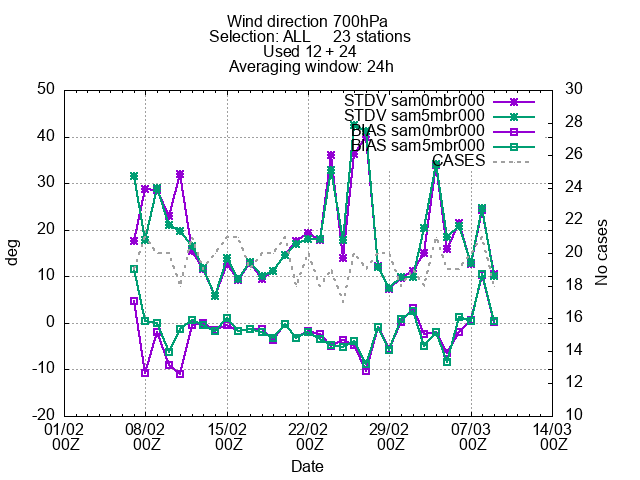 Wind direction 700hPa
Selection: ALL 23 stations
Used 12 + 24
Averaging window: 24h
STDV sam0mbr000
STDV sam5mbr000
BIAS sam0mbr000
BIAS sam5mbr000
CASES
deg
50
40
30
20
10
0
-10
-20
No cases
30
28
26
24
22
20
18
16
14
12
10
01/02 08/02 15/02 22/02 29/02 07/03 14/03
00Z 00Z 00Z 00Z 00Z 00Z 00Z
Date